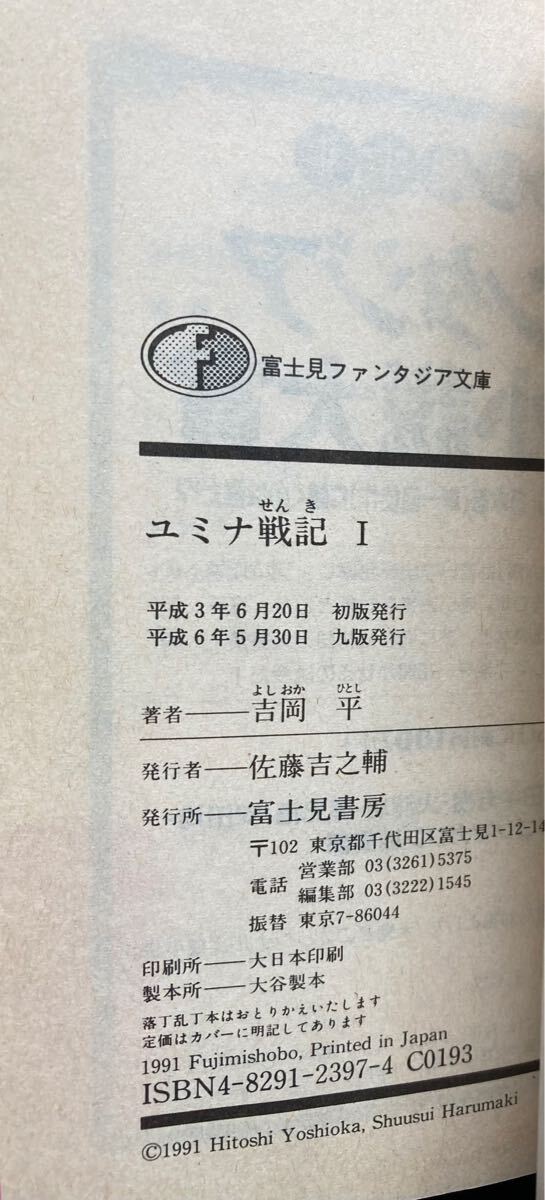 F
富士見ファンタジア文庫
せんき
ユミナ戦記 I
平成3年6月20日 初版発行
平成6年5月30日 九版発行
よしおか ひとし
著者——吉岡 平
発行者——佐藤吉之輔
発行所——富士見書房
〒102 東京都千代田区富士見1-12-14
電話 営業部 03(3261)5375
編集部 03(3222)1545
振替 東京7-86044
印刷所——大日本印刷
製本所——大谷製本
落丁乱丁本はおとりかえいたします
定価はカバーに明記してあります
1991 Fujimishobo, Printed in Japan
ISBN4-8291-2397-4 C0193
©1991 Hitoshi Yoshioka, Shuusui Harumaki